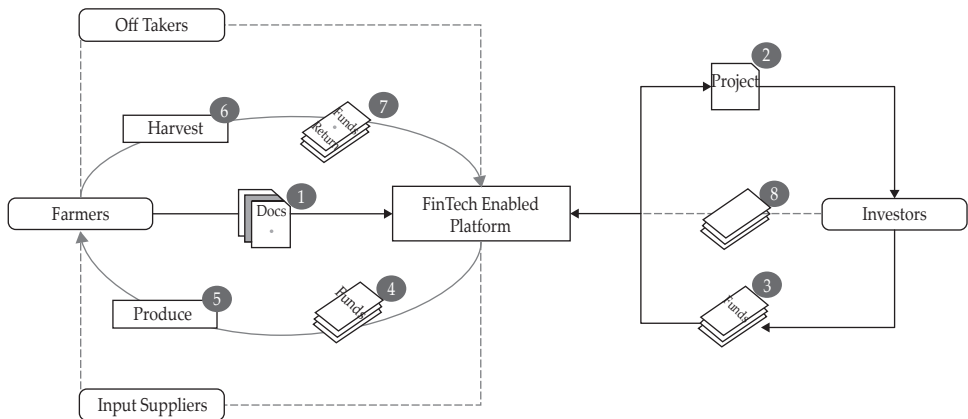 Off Takers
2
Project
6
7
Harvest
Funds
Return
1
8
Farmers
Docs
FinTech Enabled
Platform
Investors
5
4
3
Produce
Funds
Funds
Input Suppliers